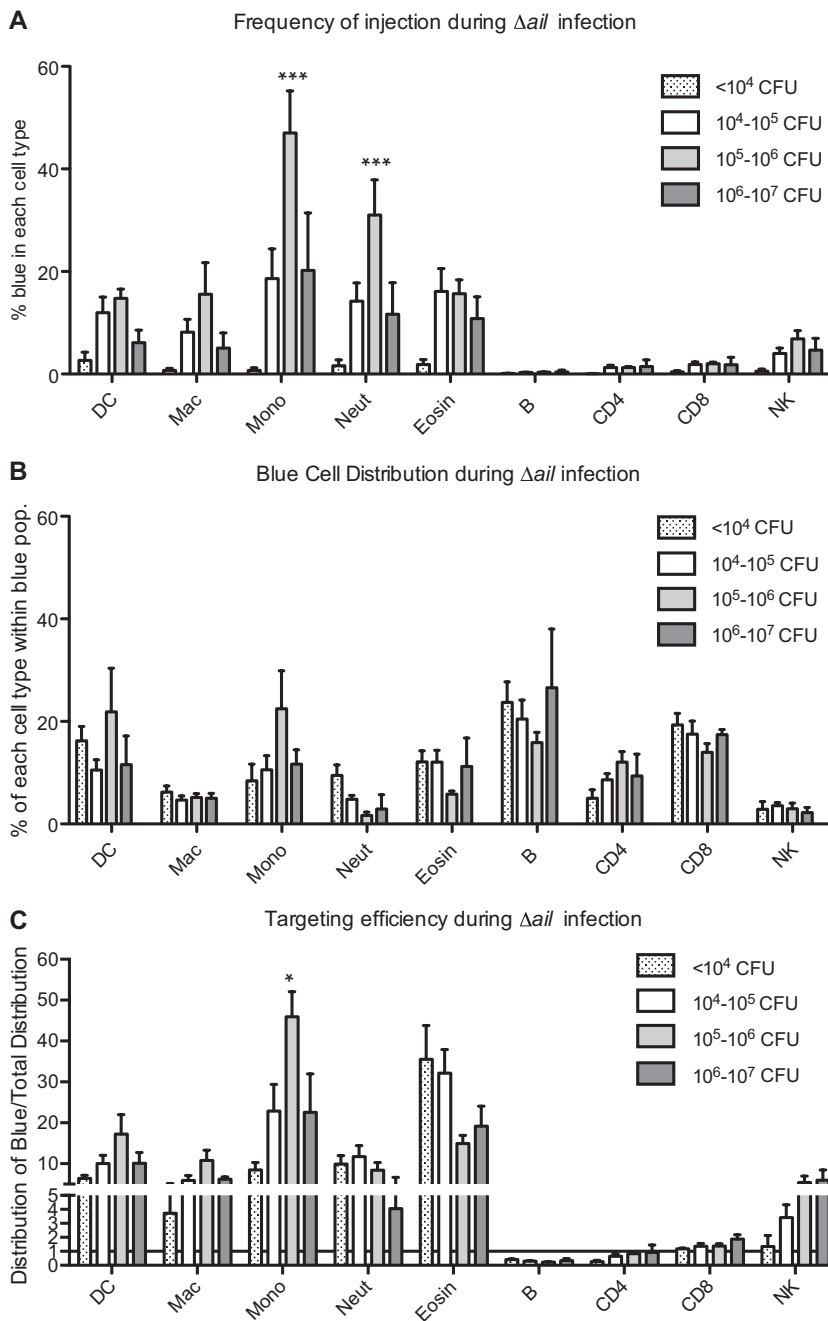 A
Frequency of injection during Δail infection
% blue in each cell type
60
40
20
0
***
***
<10⁴ CFU
10⁴-10⁵ CFU
10⁵-10⁶ CFU
10⁶-10⁷ CFU
DC
Mac
Mono
Neut
Eosin
B
CD4
CD8
NK
B
Blue Cell Distribution during Δail infection
% of each cell type within blue pop.
60
40
20
0
<10⁴ CFU
10⁴-10⁵ CFU
10⁵-10⁶ CFU
10⁶-10⁷ CFU
DC
Mac
Mono
Neut
Eosin
B
CD4
CD8
NK
C
Targeting efficiency during Δail infection
Distribution of Blue/Total Distribution
60
50
40
30
20
10
5
4
3
2
1
0
*
<10⁴ CFU
10⁴-10⁵ CFU
10⁵-10⁶ CFU
10⁶-10⁷ CFU
DC
Mac
Mono
Neut
Eosin
B
CD4
CD8
NK